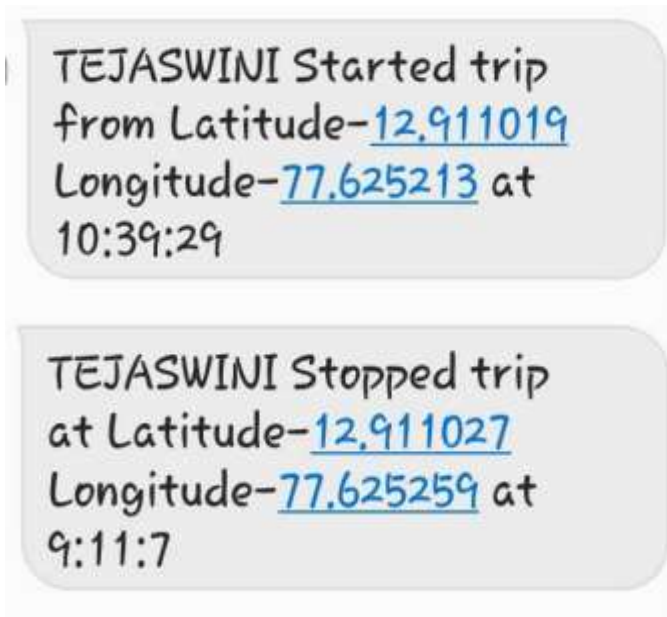 TEJASWINI Started trip
from Latitude-12.911019
Longitude-77.625213 at
10:39:29
TEJASWINI Stopped trip
at Latitude-12.911027
Longitude-77.625259 at
9:11:7